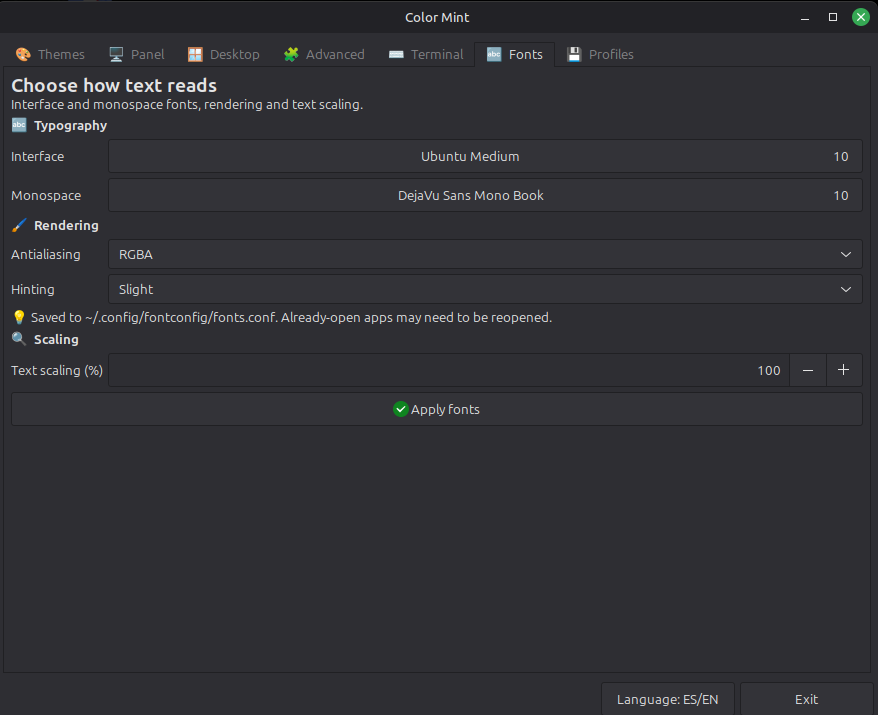 Color Mint
Themes Panel Desktop Advanced Terminal Fonts Profiles
Choose how text reads
Interface and monospace fonts, rendering and text scaling.
abc Typography
Interface Ubuntu Medium 10
Monospace DejaVu Sans Mono Book 10
Rendering
Antialiasing RGBA
Hinting Slight
Saved to ~/.config/fontconfig/fonts.conf. Already-open apps may need to be reopened.
Scaling
Text scaling (%) 100 − +
Apply fonts
Language: ES/EN Exit